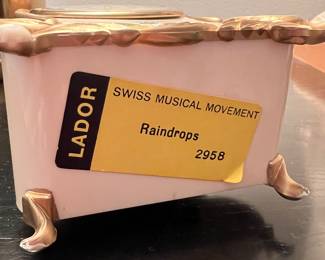 LADOR
SWISS MUSICAL MOVEMENT
Raindrops
2958